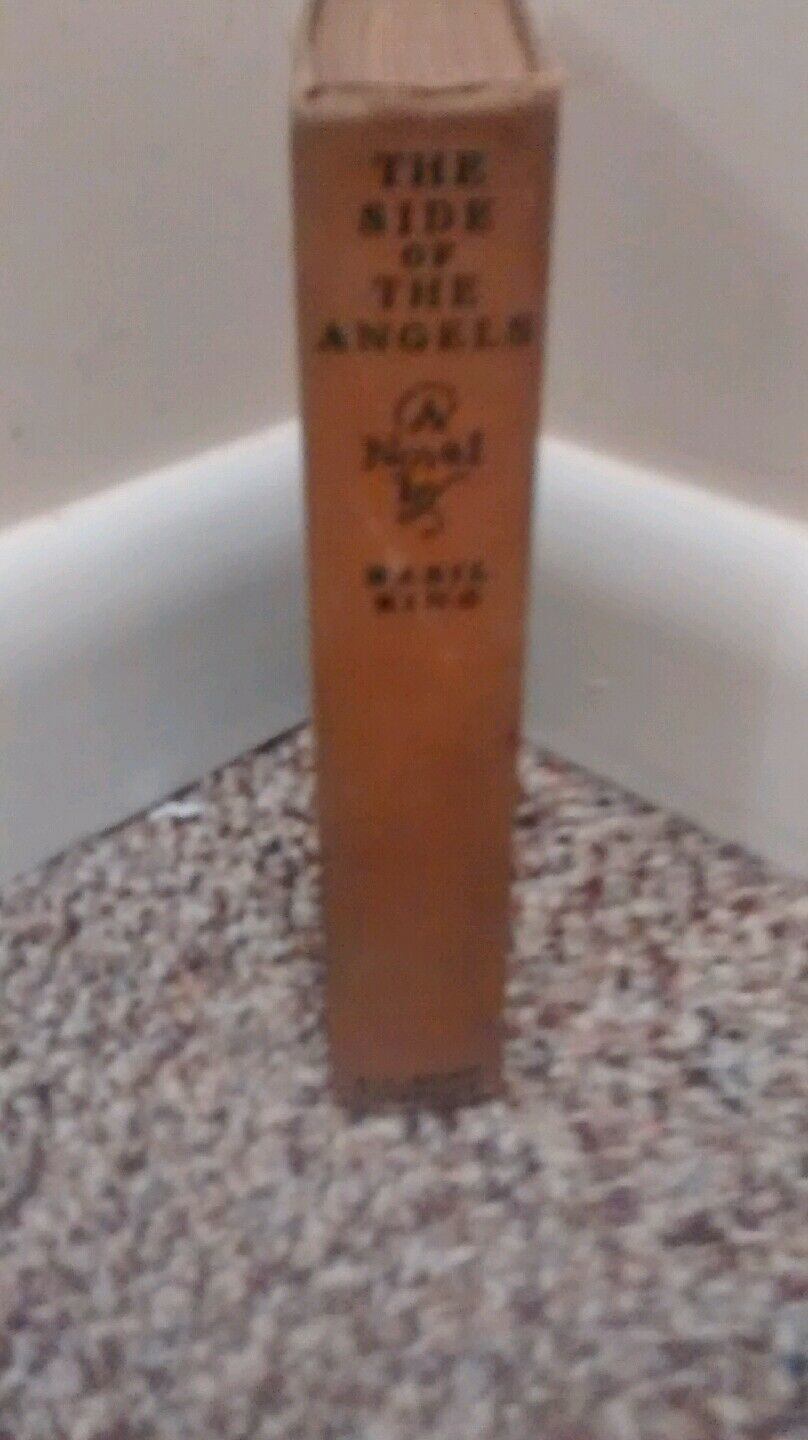 THE
SIDE
OF
THE
ANGELS
A
Novel
by
BASIL
KING